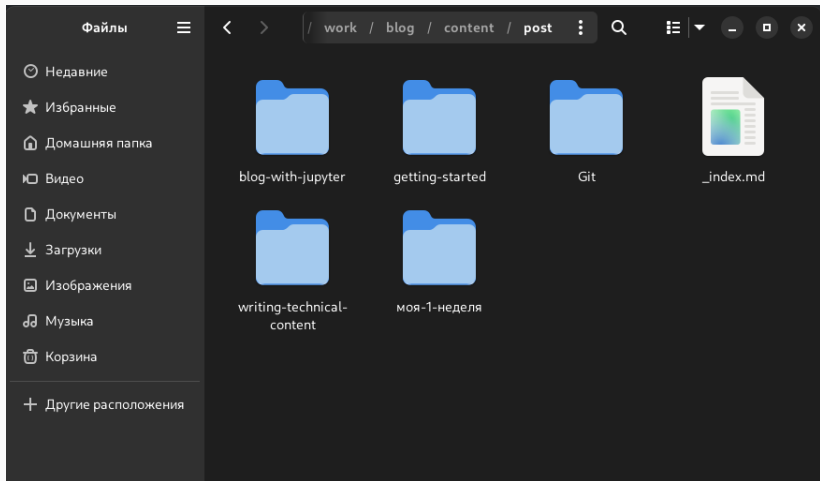 Файлы
/ work / blog / content / post
Недавние
Избранные
Домашняя папка
Видео
Документы
Загрузки
Изображения
Музыка
Корзина
Другие расположения
blog-with-jupyter
getting-started
Git
_index.md
writing-technical-
content
моя-1-неделя